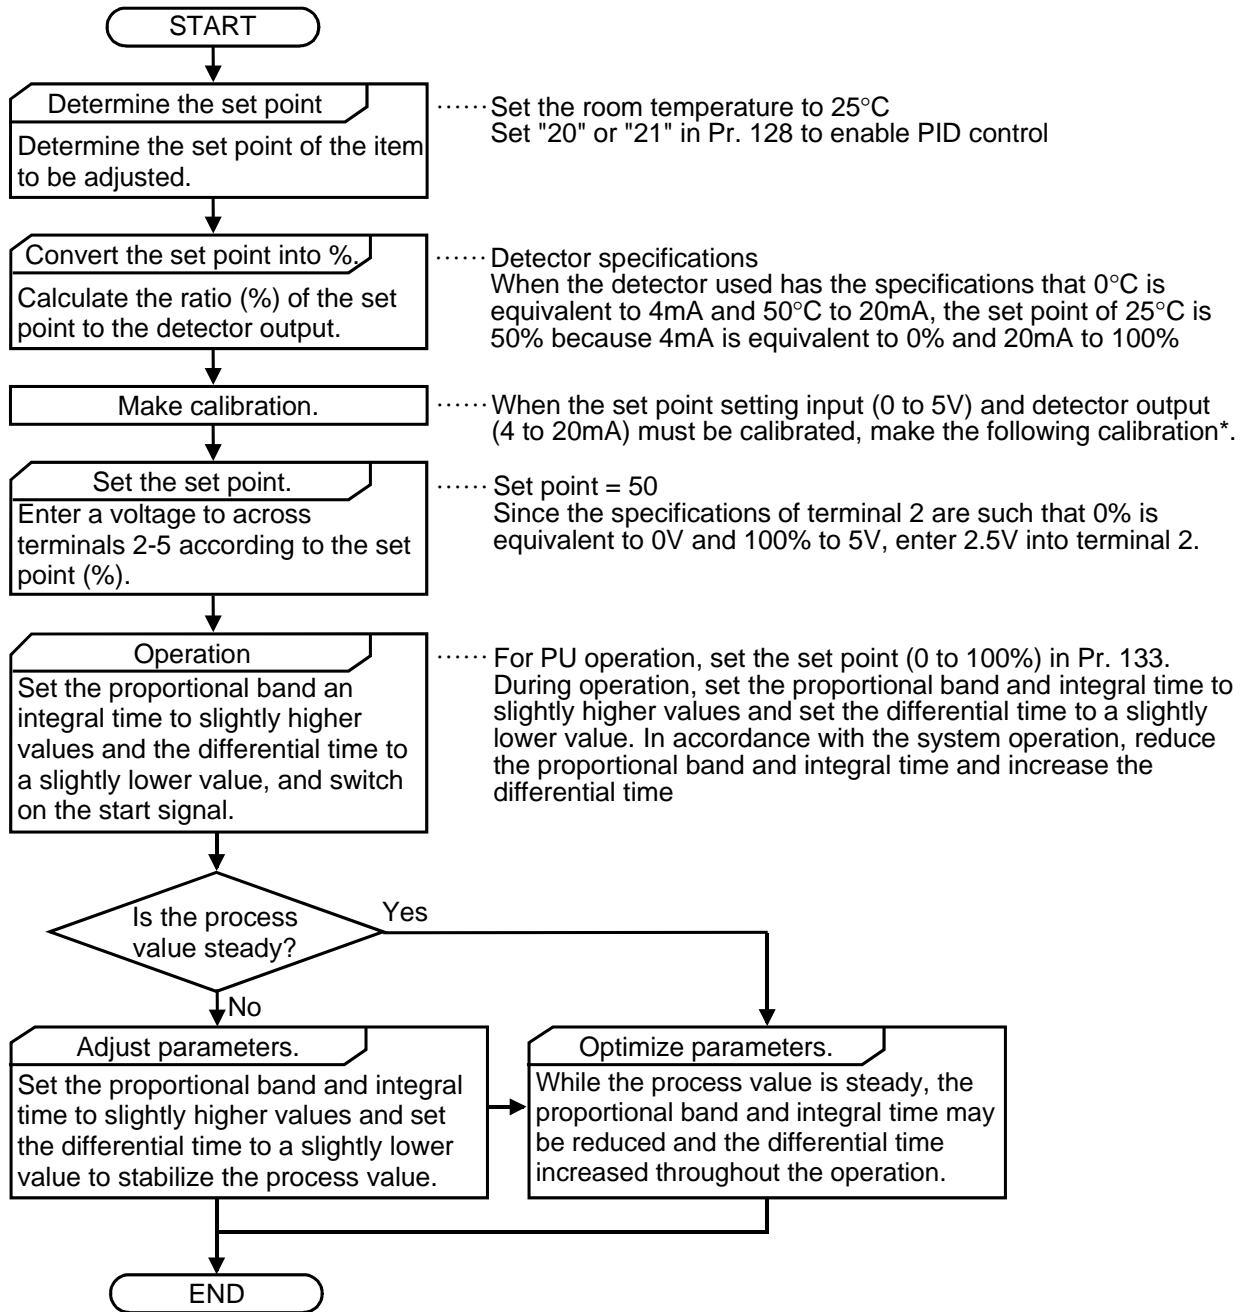 START
Determine the set point
Determine the set point of the item
to be adjusted.
······ Set the room temperature to 25°C
Set "20" or "21" in Pr. 128 to enable PID control
Convert the set point into %.
Calculate the ratio (%) of the set
point to the detector output.
······ Detector specifications
When the detector used has the specifications that 0°C is
equivalent to 4mA and 50°C to 20mA, the set point of 25°C is
50% because 4mA is equivalent to 0% and 20mA to 100%
Make calibration.
······ When the set point setting input (0 to 5V) and detector output
(4 to 20mA) must be calibrated, make the following calibration*.
Set the set point.
Enter a voltage to across
terminals 2-5 according to the set
point (%).
······ Set point = 50
Since the specifications of terminal 2 are such that 0% is
equivalent to 0V and 100% to 5V, enter 2.5V into terminal 2.
Operation
Set the proportional band an
integral time to slightly higher
values and the differential time to
a slightly lower value, and switch
on the start signal.
······ For PU operation, set the set point (0 to 100%) in Pr. 133.
During operation, set the proportional band and integral time to
slightly higher values and set the differential time to a slightly
lower value. In accordance with the system operation, reduce
the proportional band and integral time and increase the
differential time
Is the process
value steady?
Yes
No
Adjust parameters.
Set the proportional band and integral
time to slightly higher values and set
the differential time to a slightly lower
value to stabilize the process value.
Optimize parameters.
While the process value is steady, the
proportional band and integral time may
be reduced and the differential time
increased throughout the operation.
END